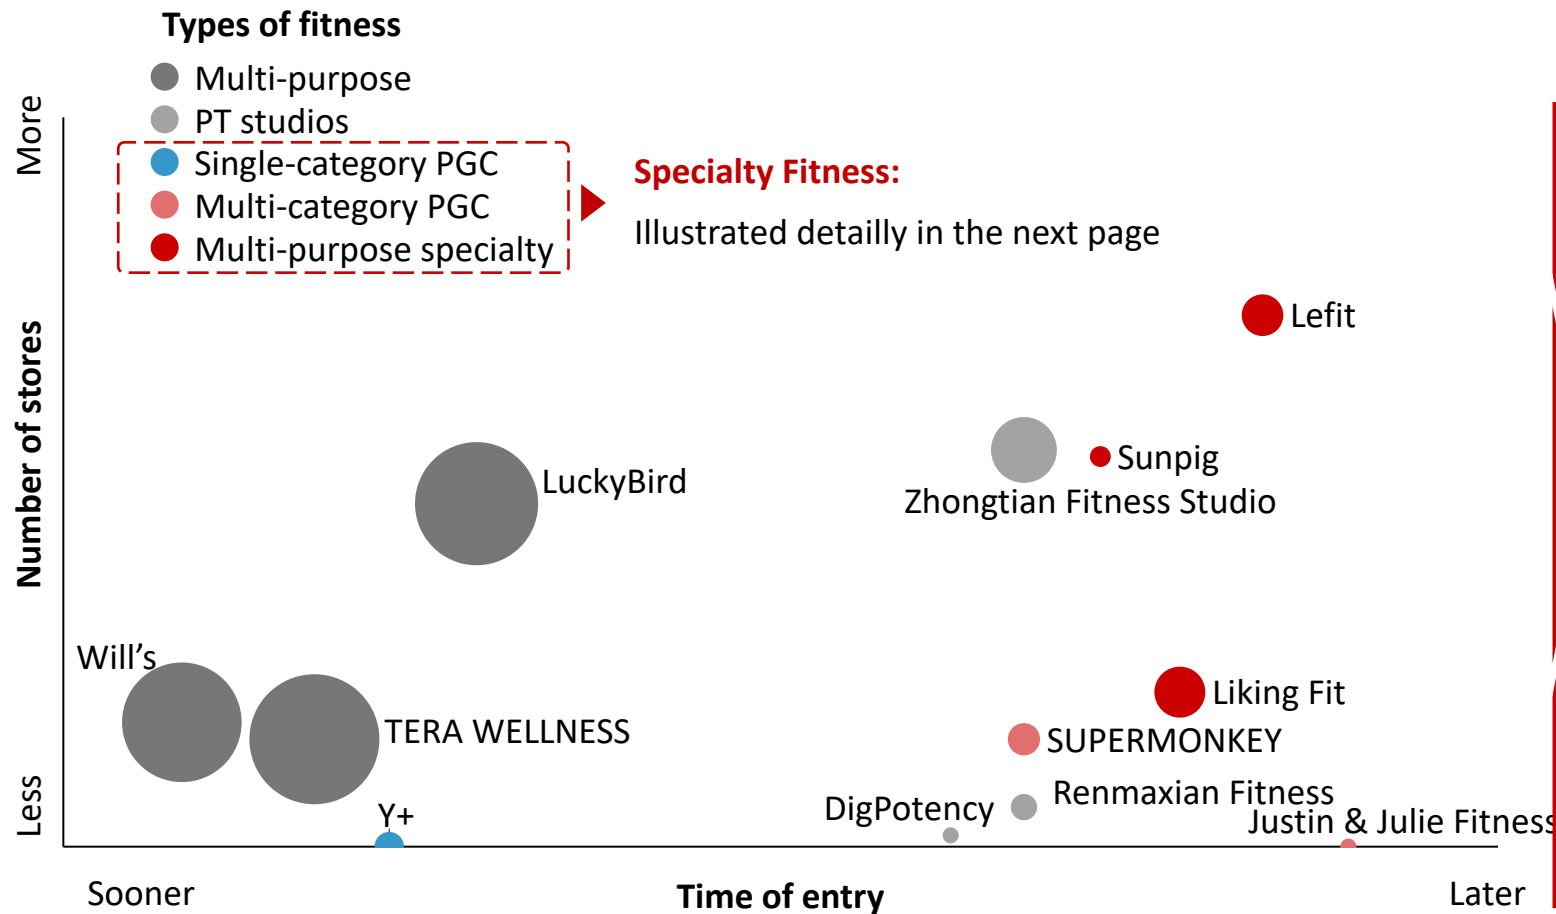 Types of fitness
Multi-purpose
PT studios
Single-category PGC
Multi-category PGC
Multi-purpose specialty
Specialty Fitness:
Illustrated detailly in the next page
More
Number of stores
Less
Lefit
Sunpig
Zhongtian Fitness Studio
LuckyBird
Will's
TERA WELLNESS
Y+
Liking Fit
SUPERMONKEY
Renmaxian Fitness
DigPotency
Justin & Julie Fitness
Sooner
Time of entry
Later